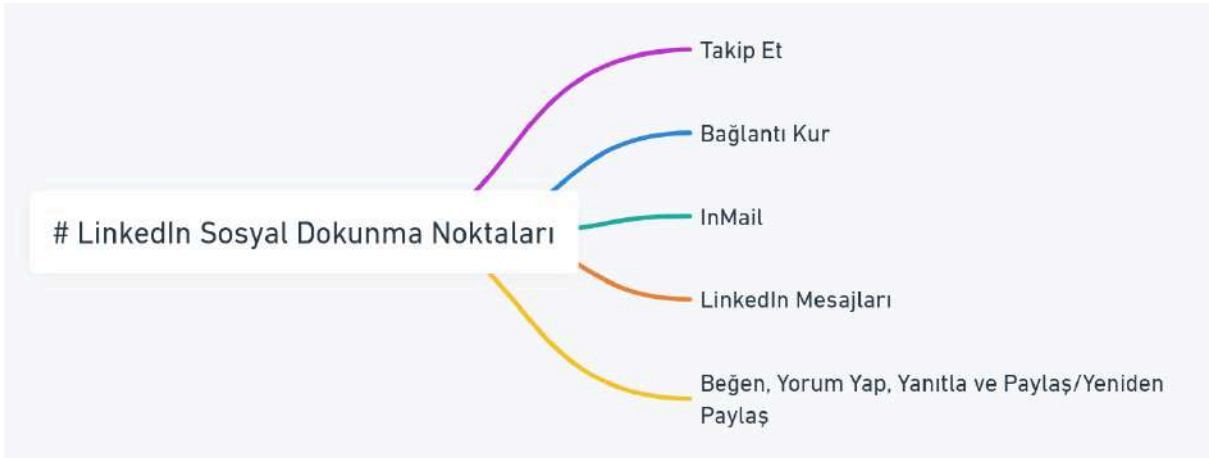 Takip Et
Bağlantı Kur
InMail
# LinkedIn Sosyal Dokunma Noktaları
LinkedIn Mesajları
Beğen, Yorum Yap, Yanıtla ve Paylaş/Yeniden
Paylaş